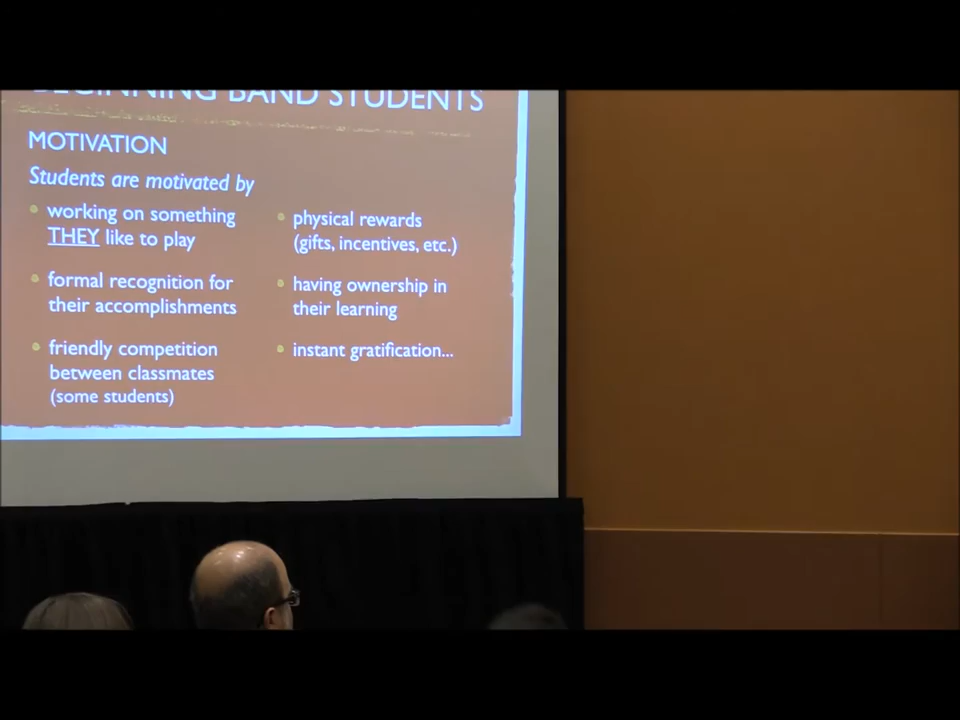 BEGINNING BAND STUDENTS
MOTIVATION
Students are motivated by
working on something
THEY like to play
formal recognition for
their accomplishments
friendly competition
between classmates
(some students)
physical rewards
(gifts, incentives, etc.)
having ownership in
their learning
instant gratification...